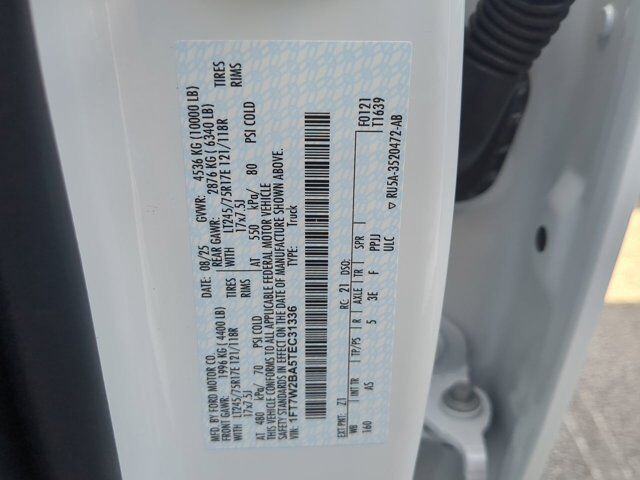 MFD. BY FORD MOTOR CO.
DATE: 08/25 GVWR: 4536 KG (10000 LB)
FRONT GAWR: 1996 KG ( 4400 LB) REAR GAWR: 2876 KG ( 6340 LB)
WITH LT245/75R17E 121/118R TIRES WITH LT245/75R17E 121/118R TIRES
17x7.5J RIMS 17x7.5J RIMS
AT 480 kPa/ 70 PSI COLD AT 550 kPa/ 80 PSI COLD
THIS VEHICLE CONFORMS TO ALL APPLICABLE FEDERAL MOTOR VEHICLE
SAFETY STANDARDS IN EFFECT ON THE DATE OF MANUFACTURE SHOWN ABOVE.
VIN: 1F77W2BA5TEC31336 TYPE: Truck
F0121
T1639
EXT PNT: Z1 RC: 21 DSO:
WB TP/PS R AXLE TR SPR
160 A5 5 3E F PPJJ
ULC
▽ RU5A-3520472-AB